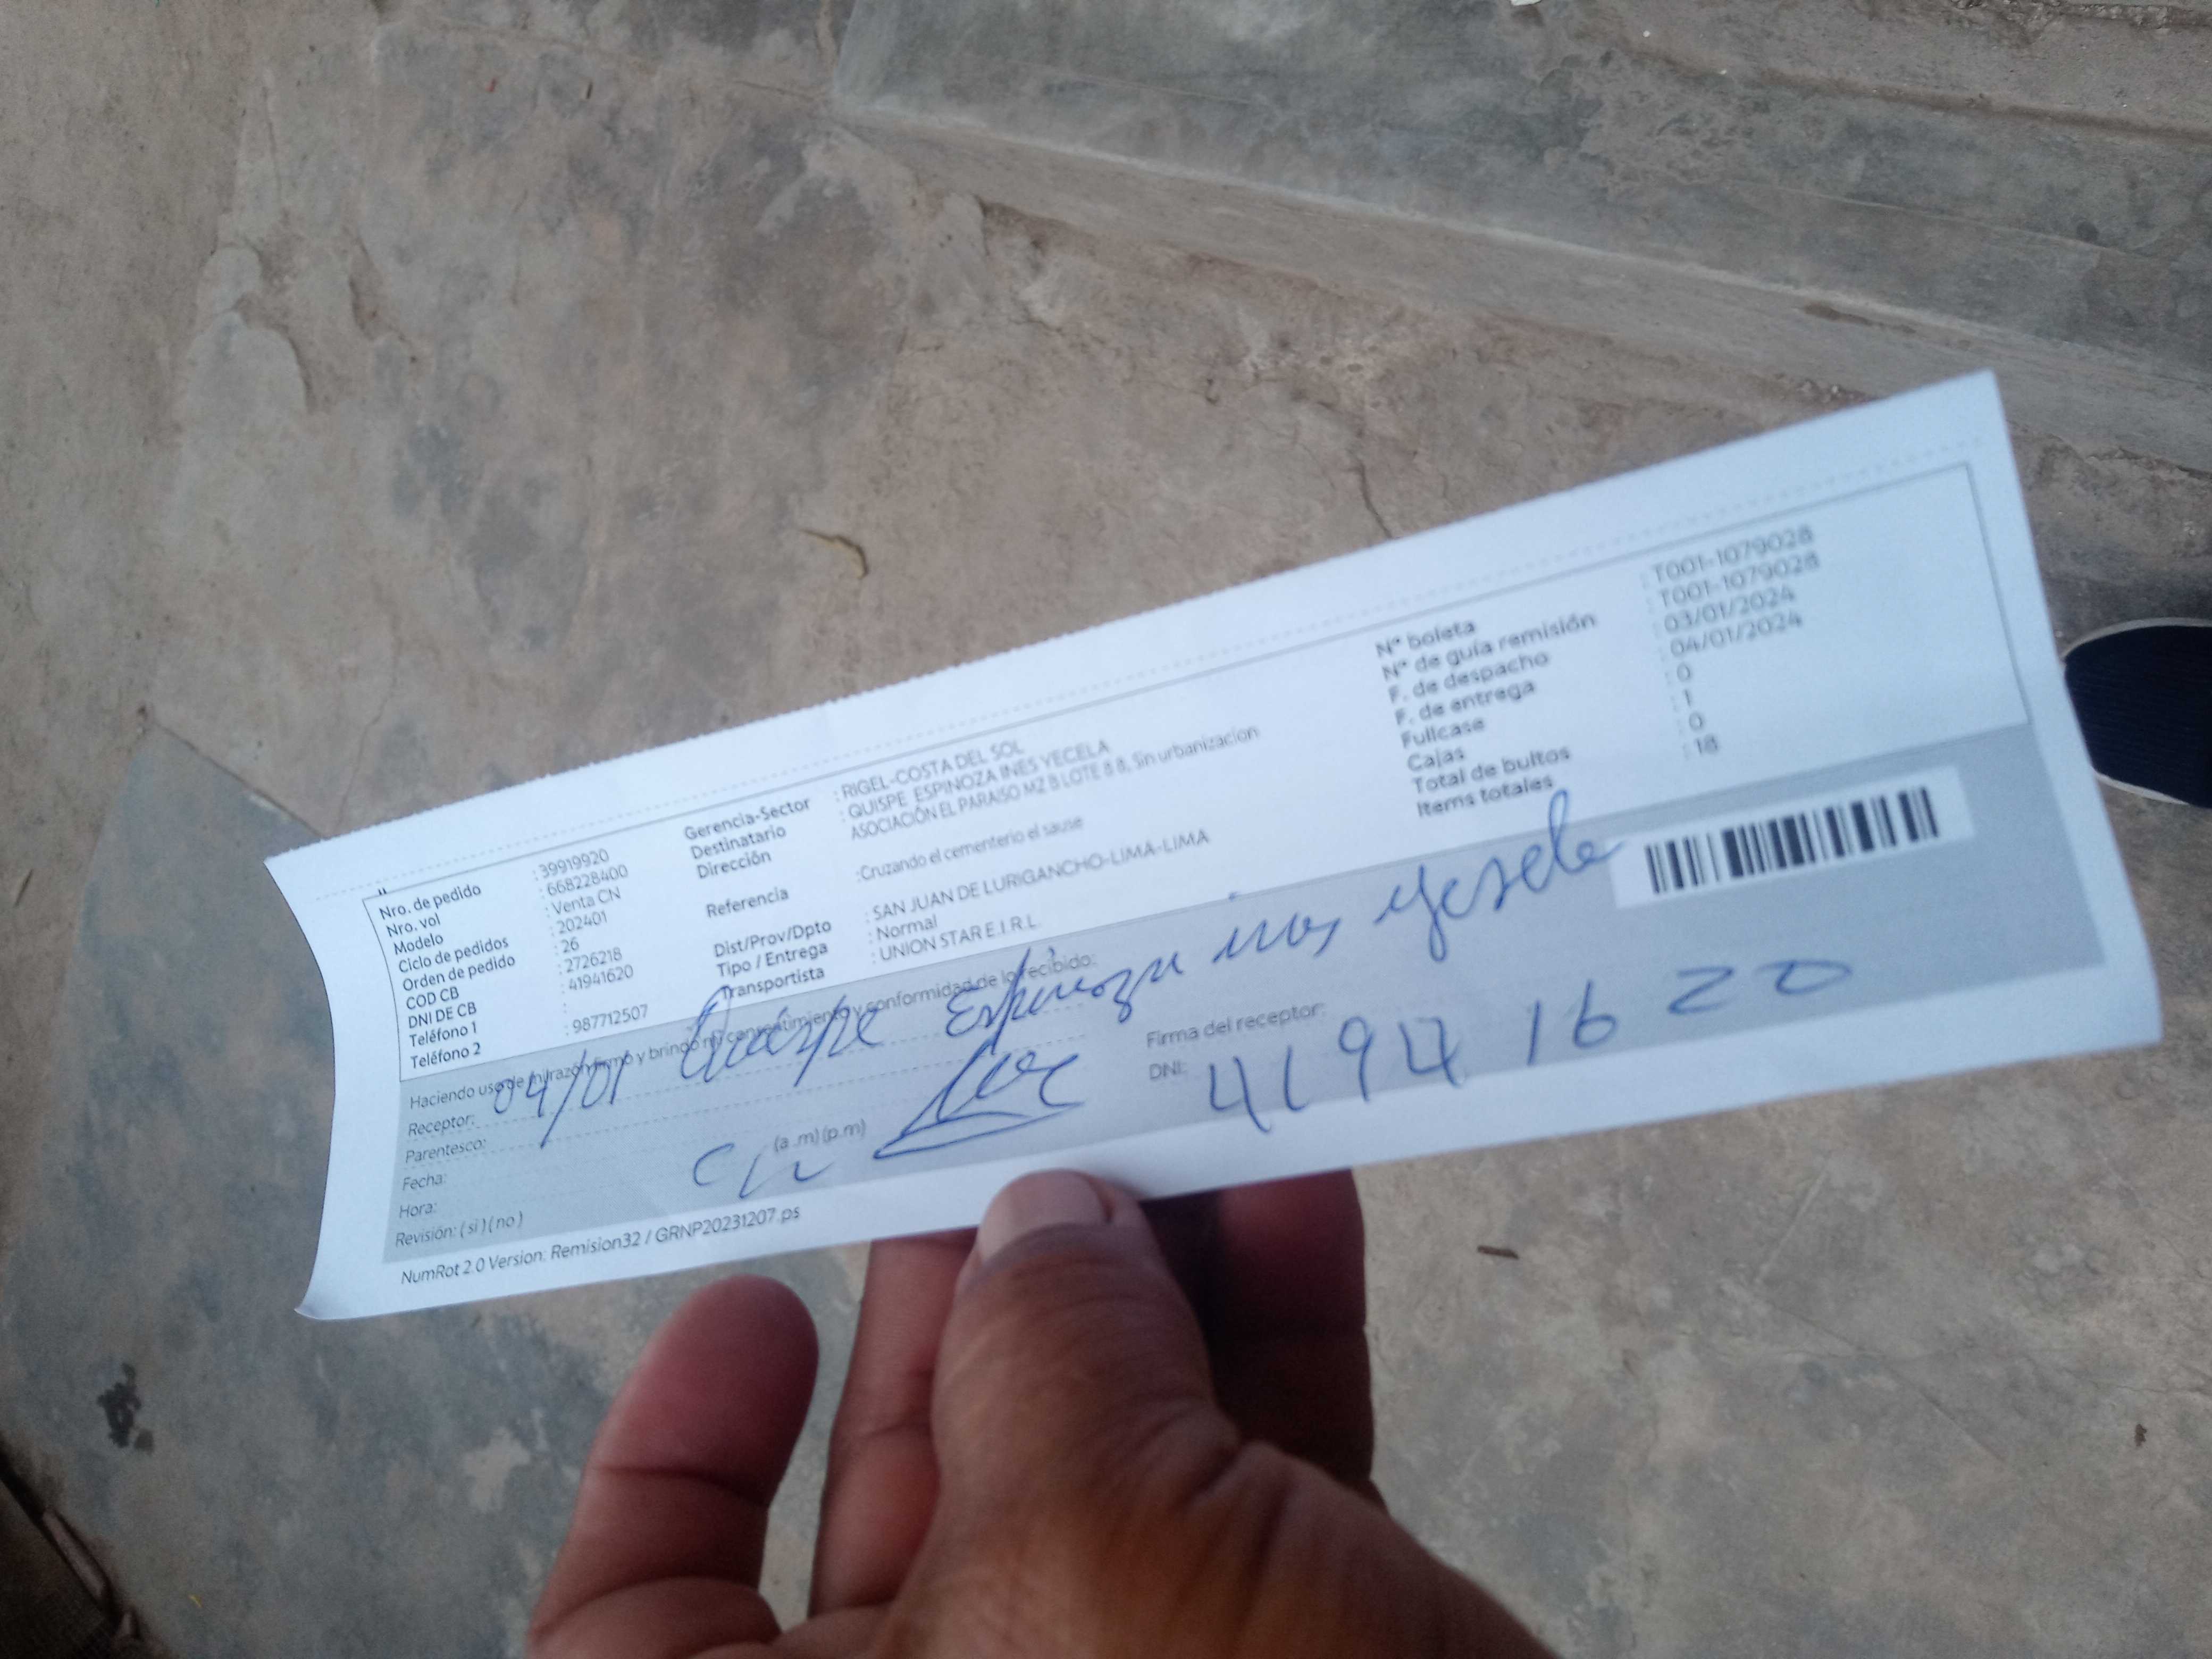 Nro. de pedido : 39919920
Nro. vol : 668228400
Modelo : Venta CN
Ciclo de pedidos : 202401
Orden de pedido : 26
COD CB : 2726218
DNI DE CB : 41941620
Teléfono 1 :
Teléfono 2 : 987712507
Gerencia-Sector : RIGEL-COSTA DEL SOL
Destinatario : QUISPE ESPINOZA INES YECELA
Dirección ASOCIACIÓN EL PARAISO MZ B LOTE 8 8, Sin urbanizacion
Referencia :Cruzando el cementerio el sause
Dist/Prov/Dpto : SAN JUAN DE LURIGANCHO-LIMA-LIMA
Tipo / Entrega : Normal
Transportista : UNION STAR E.I.R.L.
N° boleta : T001-1079028
N° de guía remisión : T001-1079028
F. de despacho : 03/01/2024
F. de entrega : 04/01/2024
Fullcase : 0
Cajas : 1
Total de bultos : 0
Items totales : 18
Haciendo uso de mi razón firmo y brindo mi consentimiento y conformidad de lo recibido:
Receptor: 04/01 Quispe Espinoza ines yesela
Parentesco:
Fecha:
Hora: (a .m) (p.m)
Revisión: ( si ) ( no )
Firma del receptor:
DNI: 41941620
NumRot 2.0 Version: Remision32 / GRNP20231207.ps